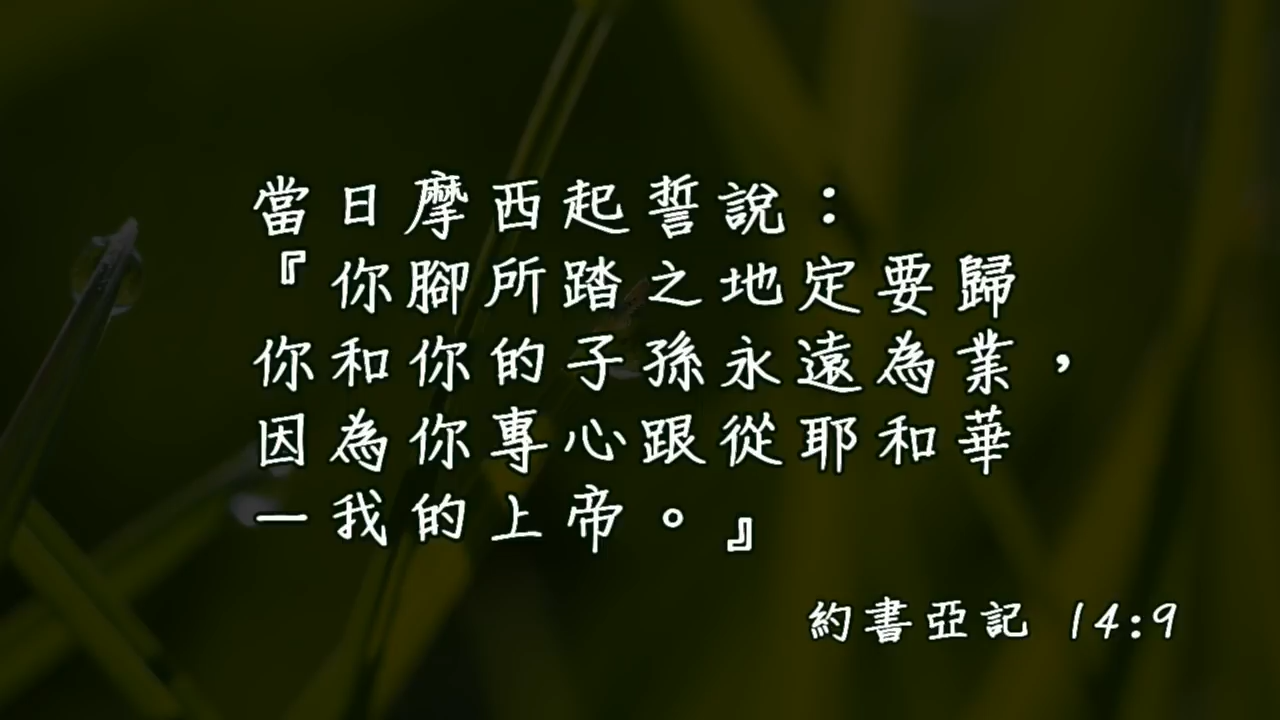 當日摩西起誓說：
『你腳所踏之地定要歸
你和你的子孫永遠為業，
因為你專心跟從耶和華
—我的上帝。』
約書亞記 14:9